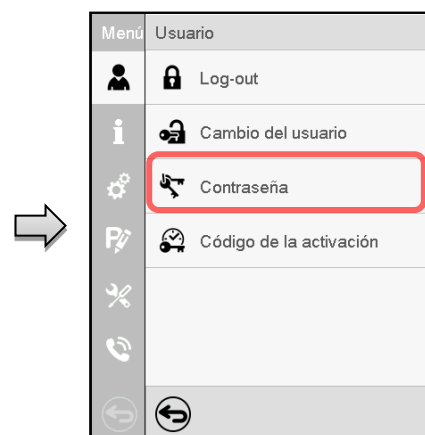 Menú Usuario
Log-out
Cambio del usuario
Contraseña
Código de la activación